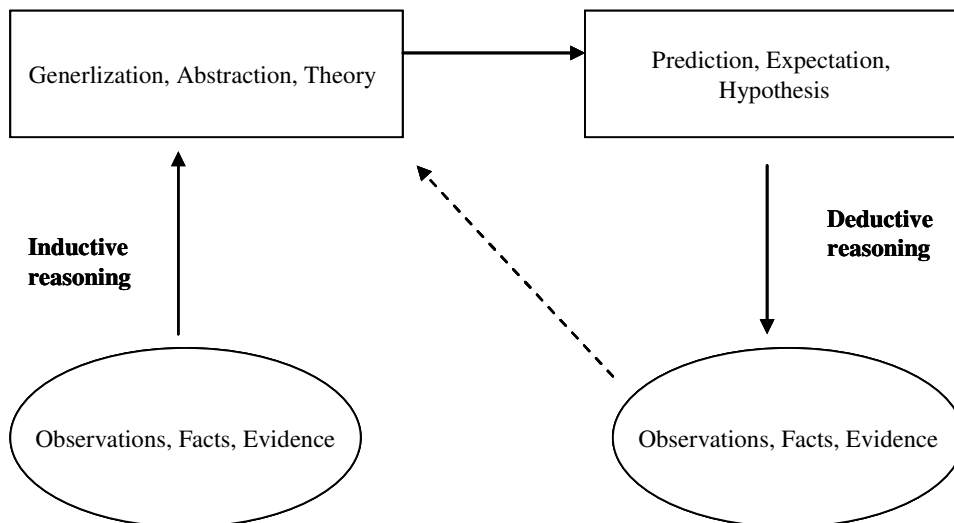 Generlization, Abstraction, Theory
Prediction, Expectation,
Hypothesis
Inductive
reasoning
Deductive
reasoning
Observations, Facts, Evidence
Observations, Facts, Evidence